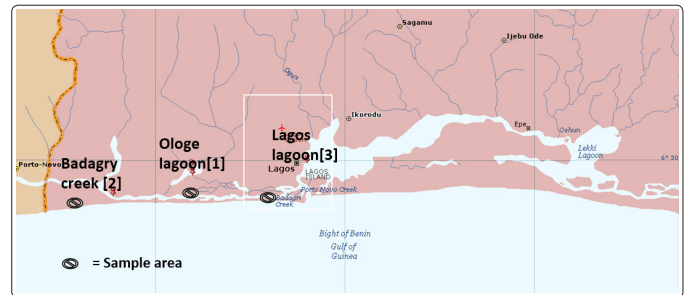 Sagamu
Ijebu Ode
Ogun
Ikorodu
Epe
Oshun
Lekki
Lagoon
6° 30
Ologe
lagoon[1]
Lagos
lagoon[3]
Lagos
LAGOS
ISLAND
Porto-Novo
Badagry
creek [2]
Porto Novo Creek
Badagri
Creek
Bight of Benin
Gulf of
Guinea
= Sample area